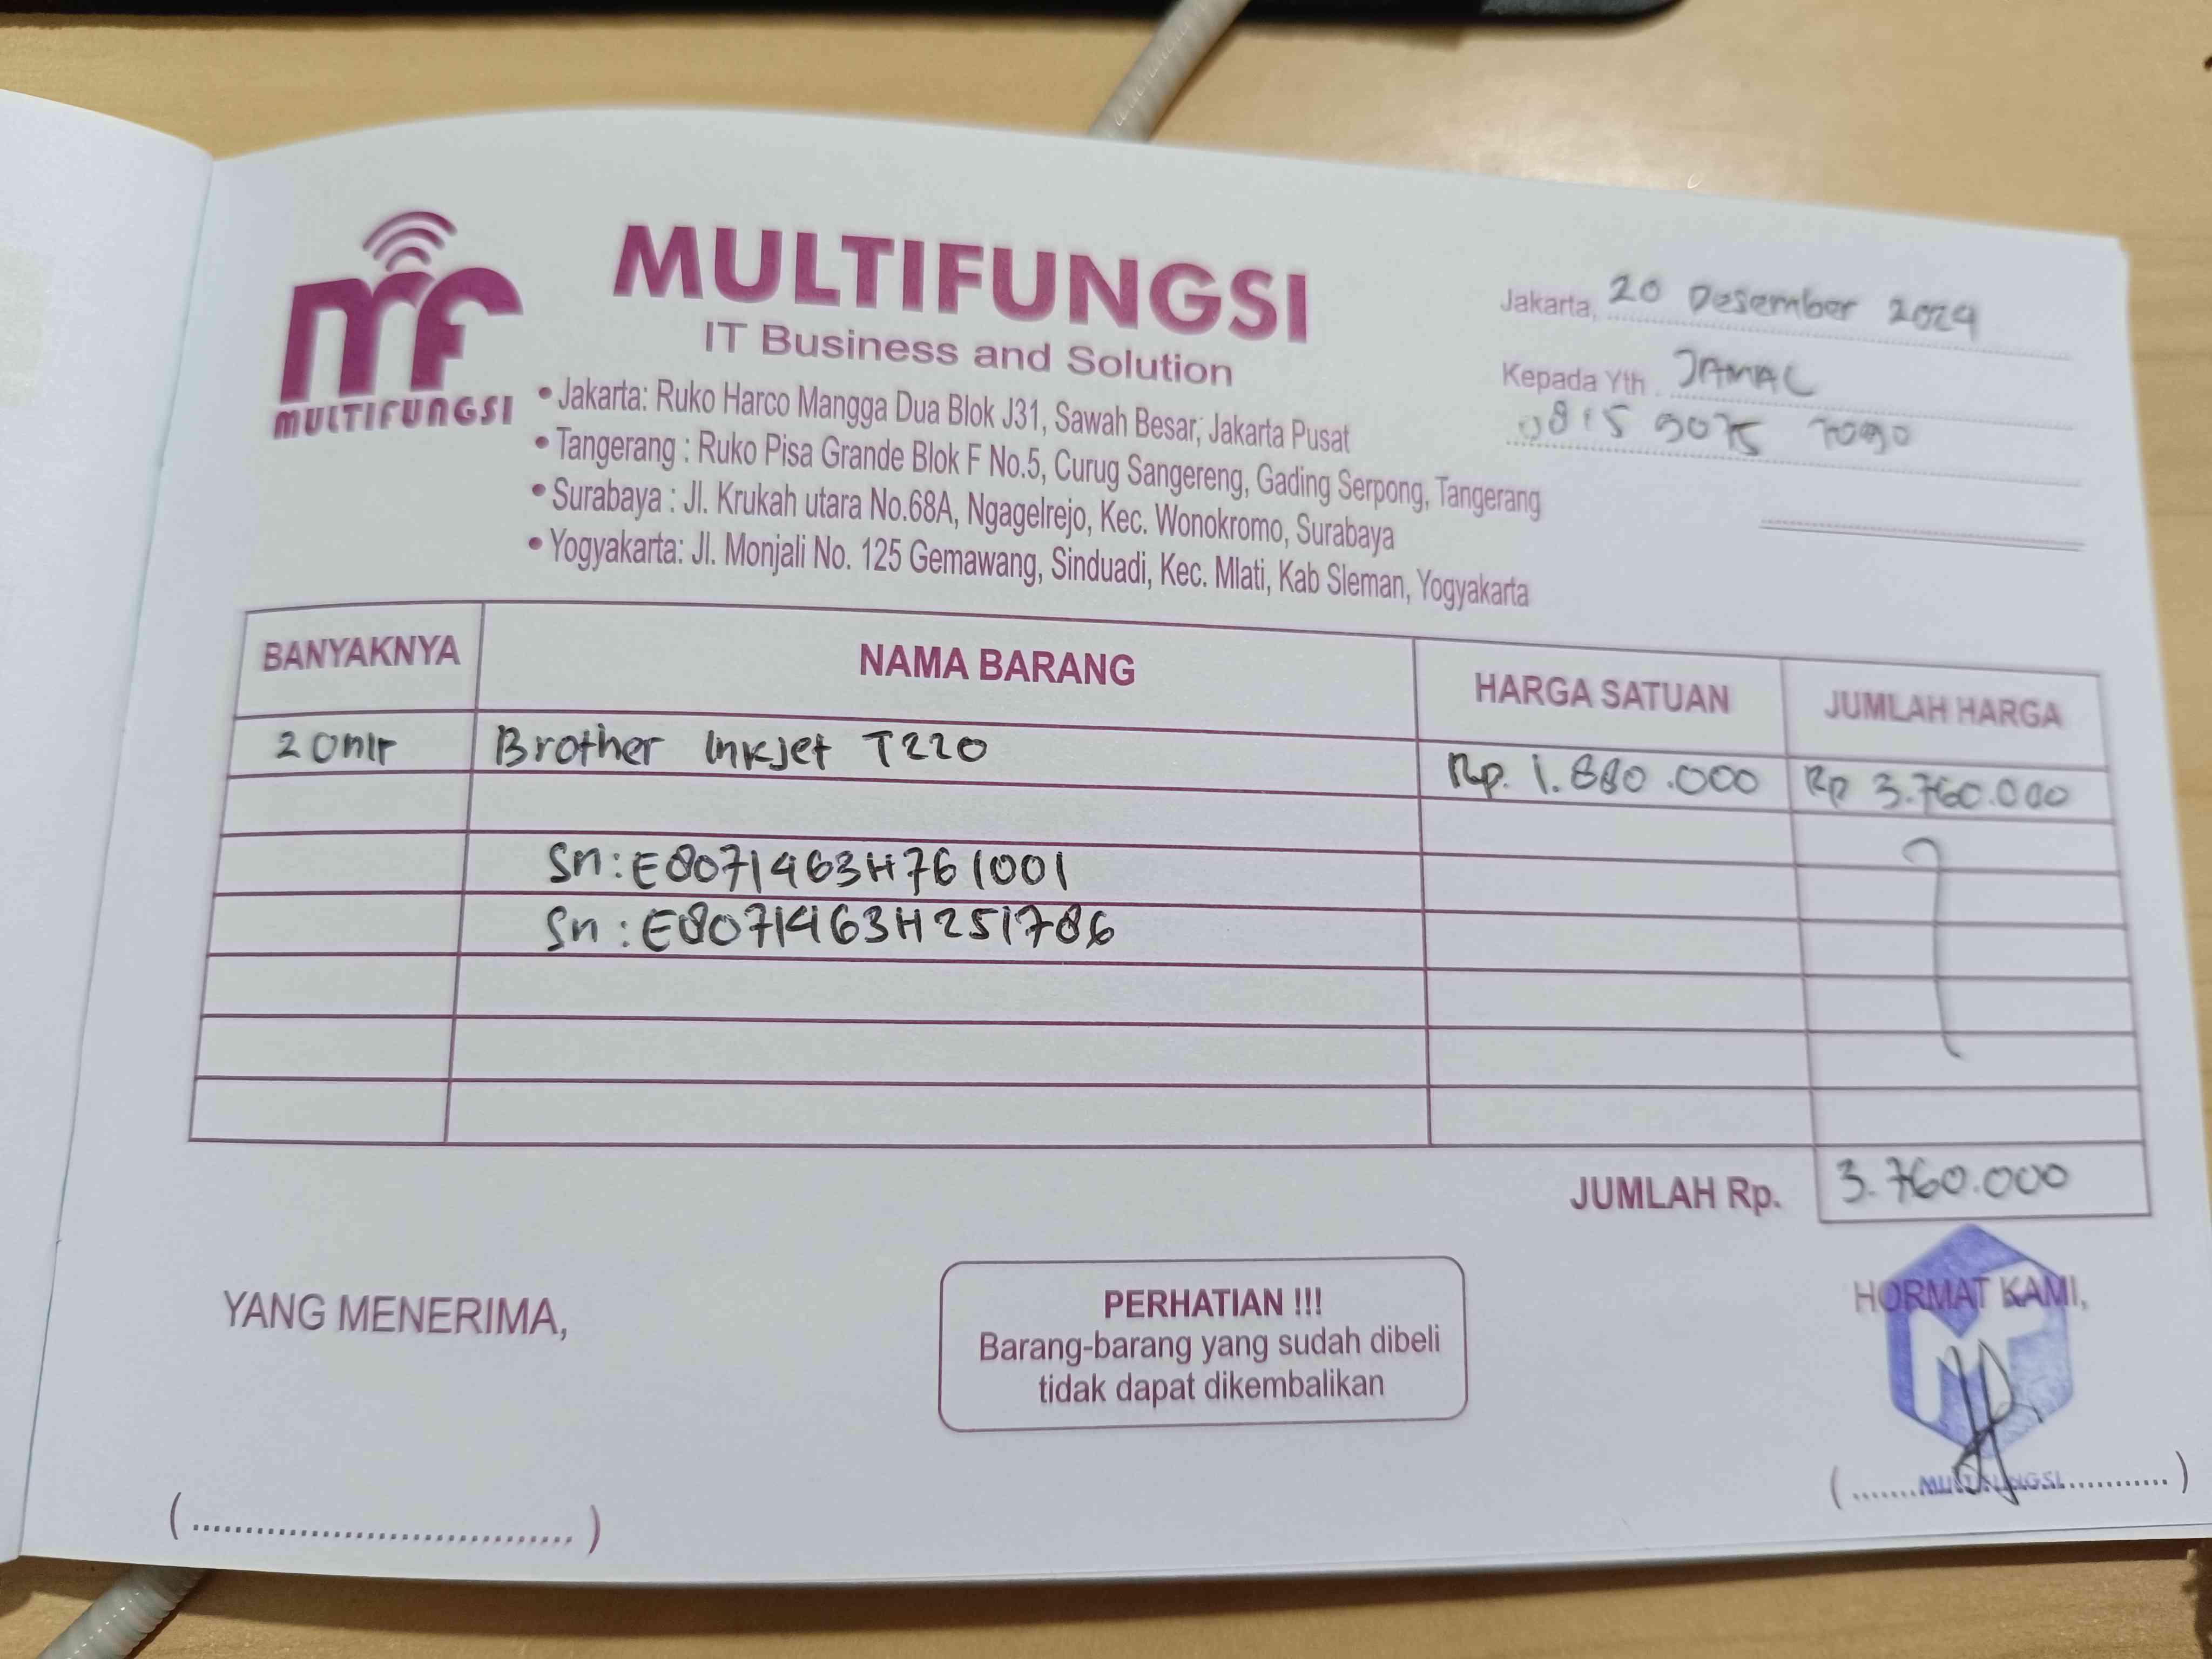 MULTIFUNGSI
MULTIFUNGSI
IT Business and Solution
• Jakarta: Ruko Harco Mangga Dua Blok J31, Sawah Besar, Jakarta Pusat
• Tangerang : Ruko Pisa Grande Blok F No.5, Curug Sangereng, Gading Serpong, Tangerang
• Surabaya : Jl. Krukah utara No.68A, Ngagelrejo, Kec. Wonokromo, Surabaya
• Yogyakarta: Jl. Monjali No. 125 Gemawang, Sinduadi, Kec. Mlati, Kab Sleman, Yogyakarta
Jakarta, 20 Desember 2024
Kepada Yth. JAMAL
0815
BANYAKNYA NAMA BARANG HARGA SATUAN JUMLAH HARGA
2 Unit Brother Inkjet T220 Rp. 1.880.000 Rp 3.760.000
Sn : E8071463H761001
Sn : E8071463H251786
JUMLAH Rp. 3.760.000
YANG MENERIMA,
PERHATIAN !!!
Barang-barang yang sudah dibeli
tidak dapat dikembalikan
HORMAT KAMI,
MULTIFUNGSI